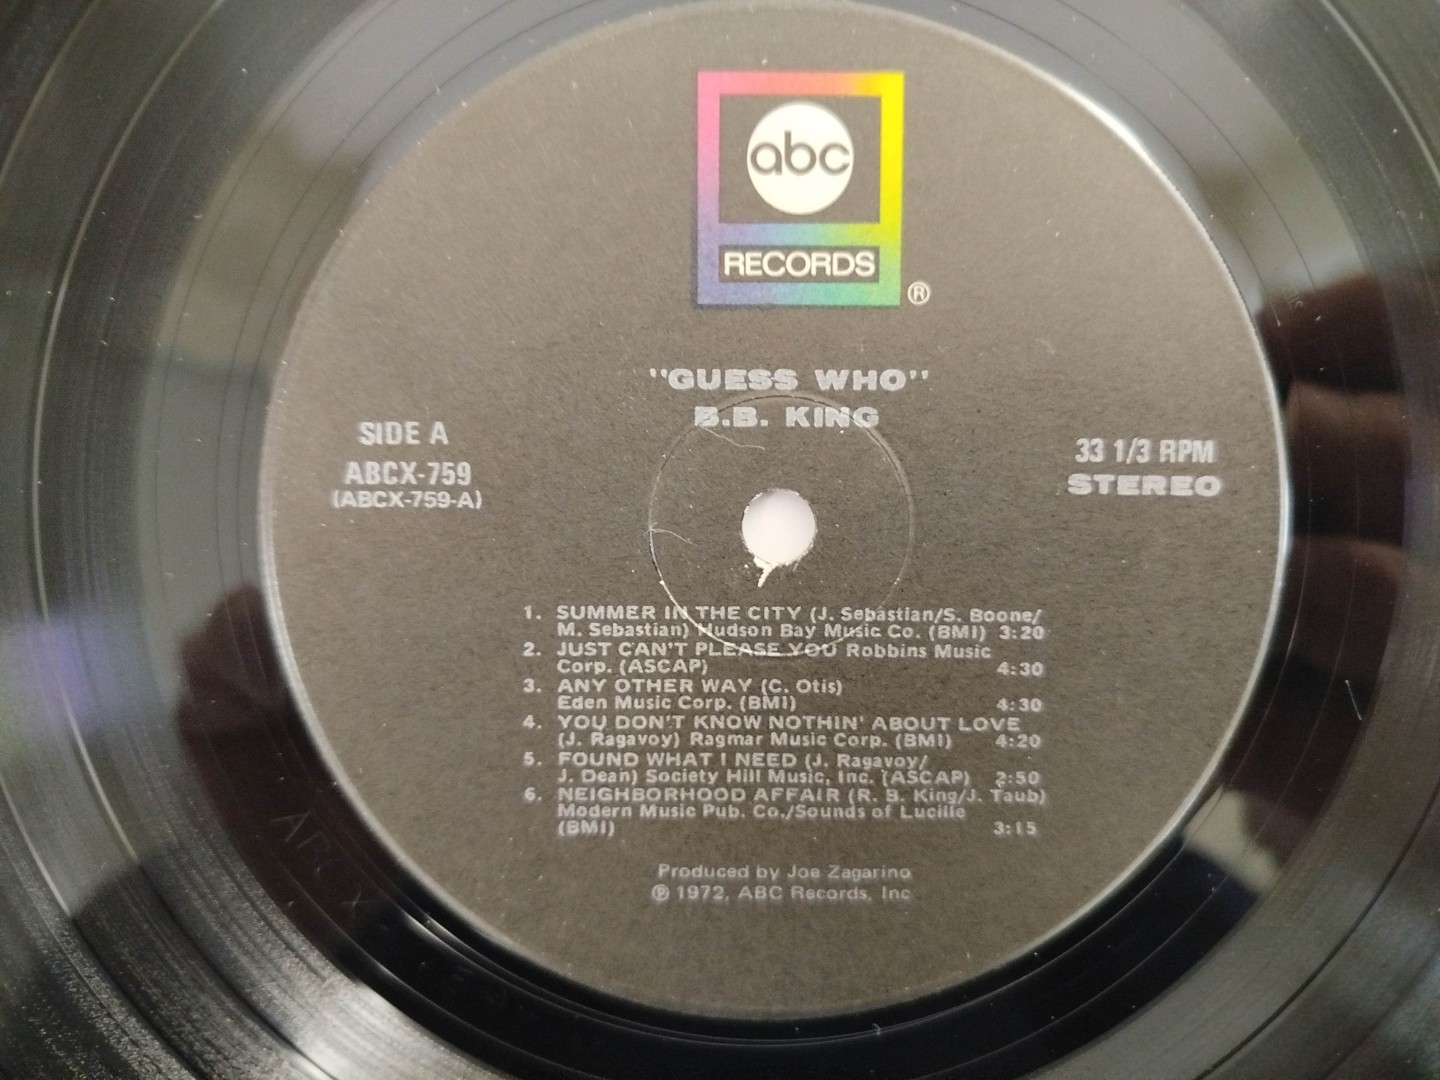 abc
RECORDS
®
"GUESS WHO"
B.B. KING
SIDE A
ABCX-759
(ABCX-759-A)
33 1/3 RPM
STEREO
1. SUMMER IN THE CITY (J. Sebastian/S. Boone/
M. Sebastian) Hudson Bay Music Co. (BMI) 3:20
2. JUST CAN'T PLEASE YOU Robbins Music
Corp. (ASCAP) 4:30
3. ANY OTHER WAY (C. Otis)
Eden Music Corp. (BMI) 4:30
4. YOU DON'T KNOW NOTHIN' ABOUT LOVE
(J. Ragavoy) Ragmar Music Corp. (BMI) 4:20
5. FOUND WHAT I NEED (J. Ragavoy/
J. Dean) Society Hill Music, Inc. (ASCAP) 2:50
6. NEIGHBORHOOD AFFAIR (R. B. King/J. Taub)
Modern Music Pub. Co./Sounds of Lucille
(BMI) 3:15
Produced by Joe Zagarino
℗ 1972, ABC Records, Inc